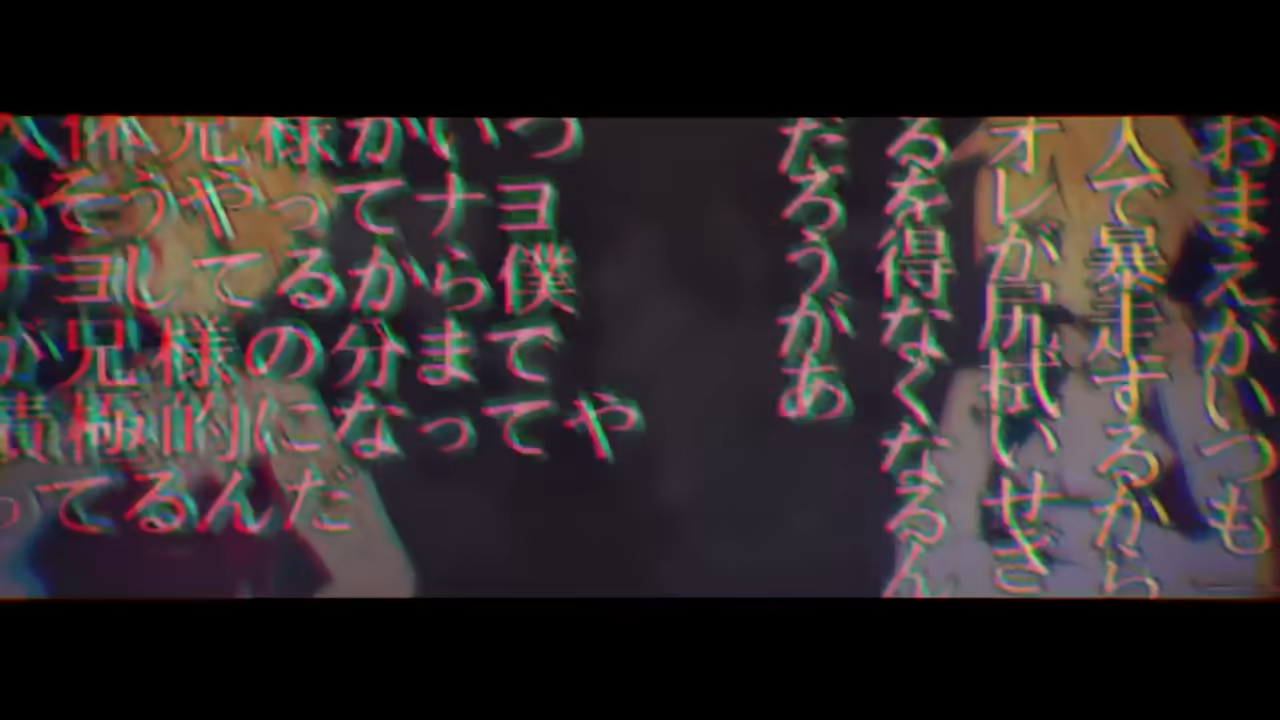 体兄様がいつ
もそうやってナヨ
ナヨしてるから僕
が兄様の分まで
積極的になってや
ってるんだ
おまえがいつも
人で暴走するから
オレが尻拭いせざ
るを得なくなるん
だろうがあ